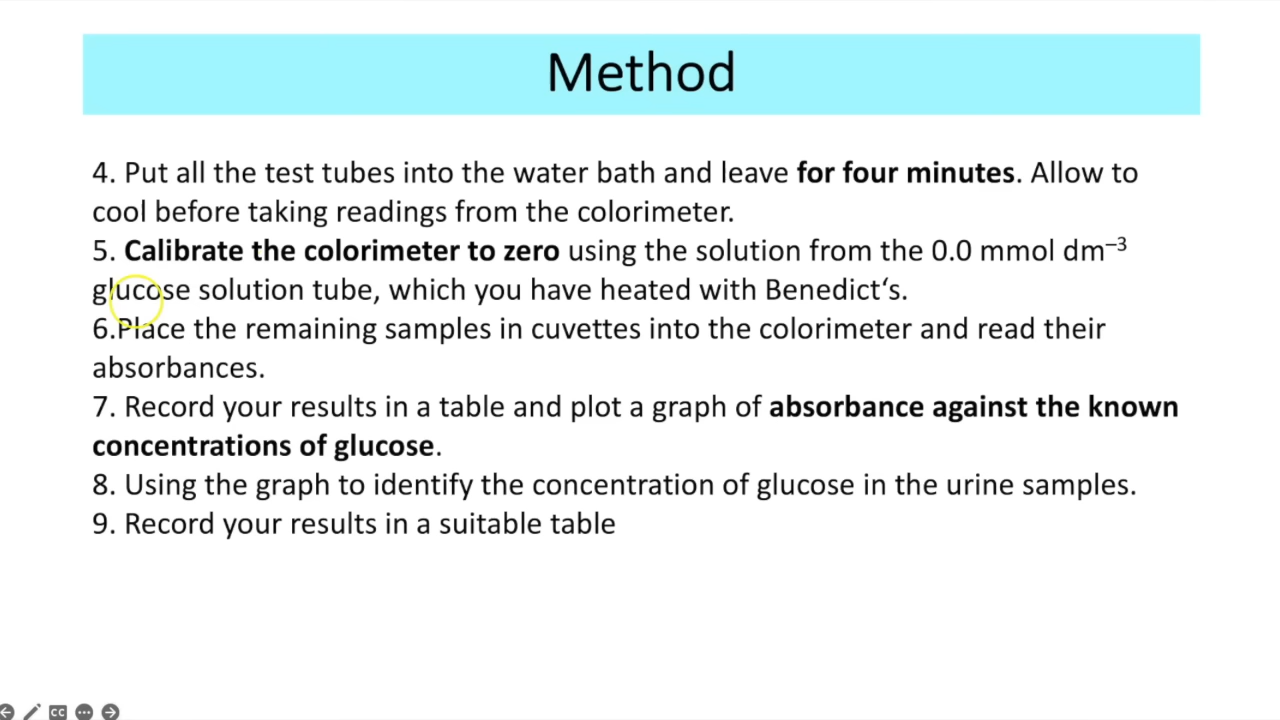 Method
4. Put all the test tubes into the water bath and leave for four minutes. Allow to
cool before taking readings from the colorimeter.
5. Calibrate the colorimeter to zero using the solution from the 0.0 mmol dm⁻³
glucose solution tube, which you have heated with Benedict‘s.
6.Place the remaining samples in cuvettes into the colorimeter and read their
absorbances.
7. Record your results in a table and plot a graph of absorbance against the known
concentrations of glucose.
8. Using the graph to identify the concentration of glucose in the urine samples.
9. Record your results in a suitable table
CC